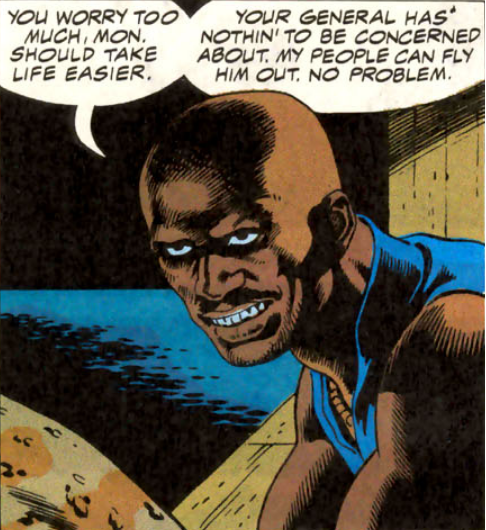 YOU WORRY TOO
MUCH, MON.
SHOULD TAKE
LIFE EASIER.
YOUR GENERAL HAS
NOTHIN' TO BE CONCERNED
ABOUT. MY PEOPLE CAN FLY
HIM OUT. NO PROBLEM.